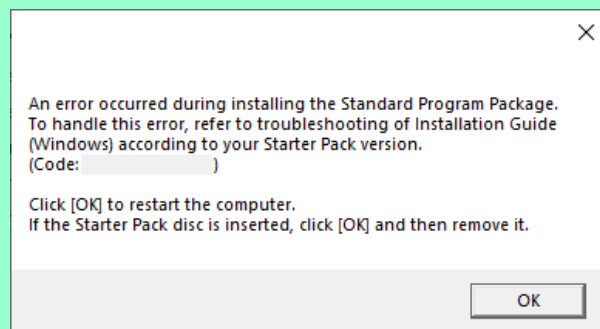 An error occurred during installing the Standard Program Package.
To handle this error, refer to troubleshooting of Installation Guide
(Windows) according to your Starter Pack version.
(Code: )
Click [OK] to restart the computer.
If the Starter Pack disc is inserted, click [OK] and then remove it.
OK